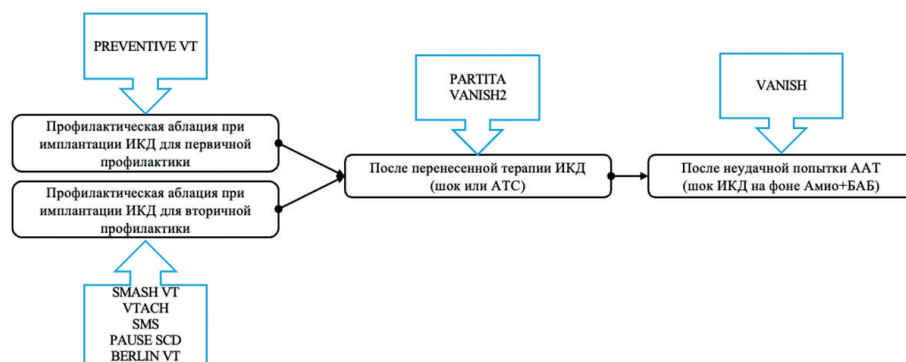 PREVENTIVE VT
Профилактическая аблация при
имплантации ИКД для первичной
профилактики
Профилактическая аблация при
имплантации ИКД для вторичной
профилактики
SMASH VT
VTACH
SMS
PAUSE SCD
BERLIN VT
PARTITA
VANISH2
После перенесенной терапии ИКД
(шок или АТС)
VANISH
После неудачной попытки ААТ
(шок ИКД на фоне Амио+БАБ)